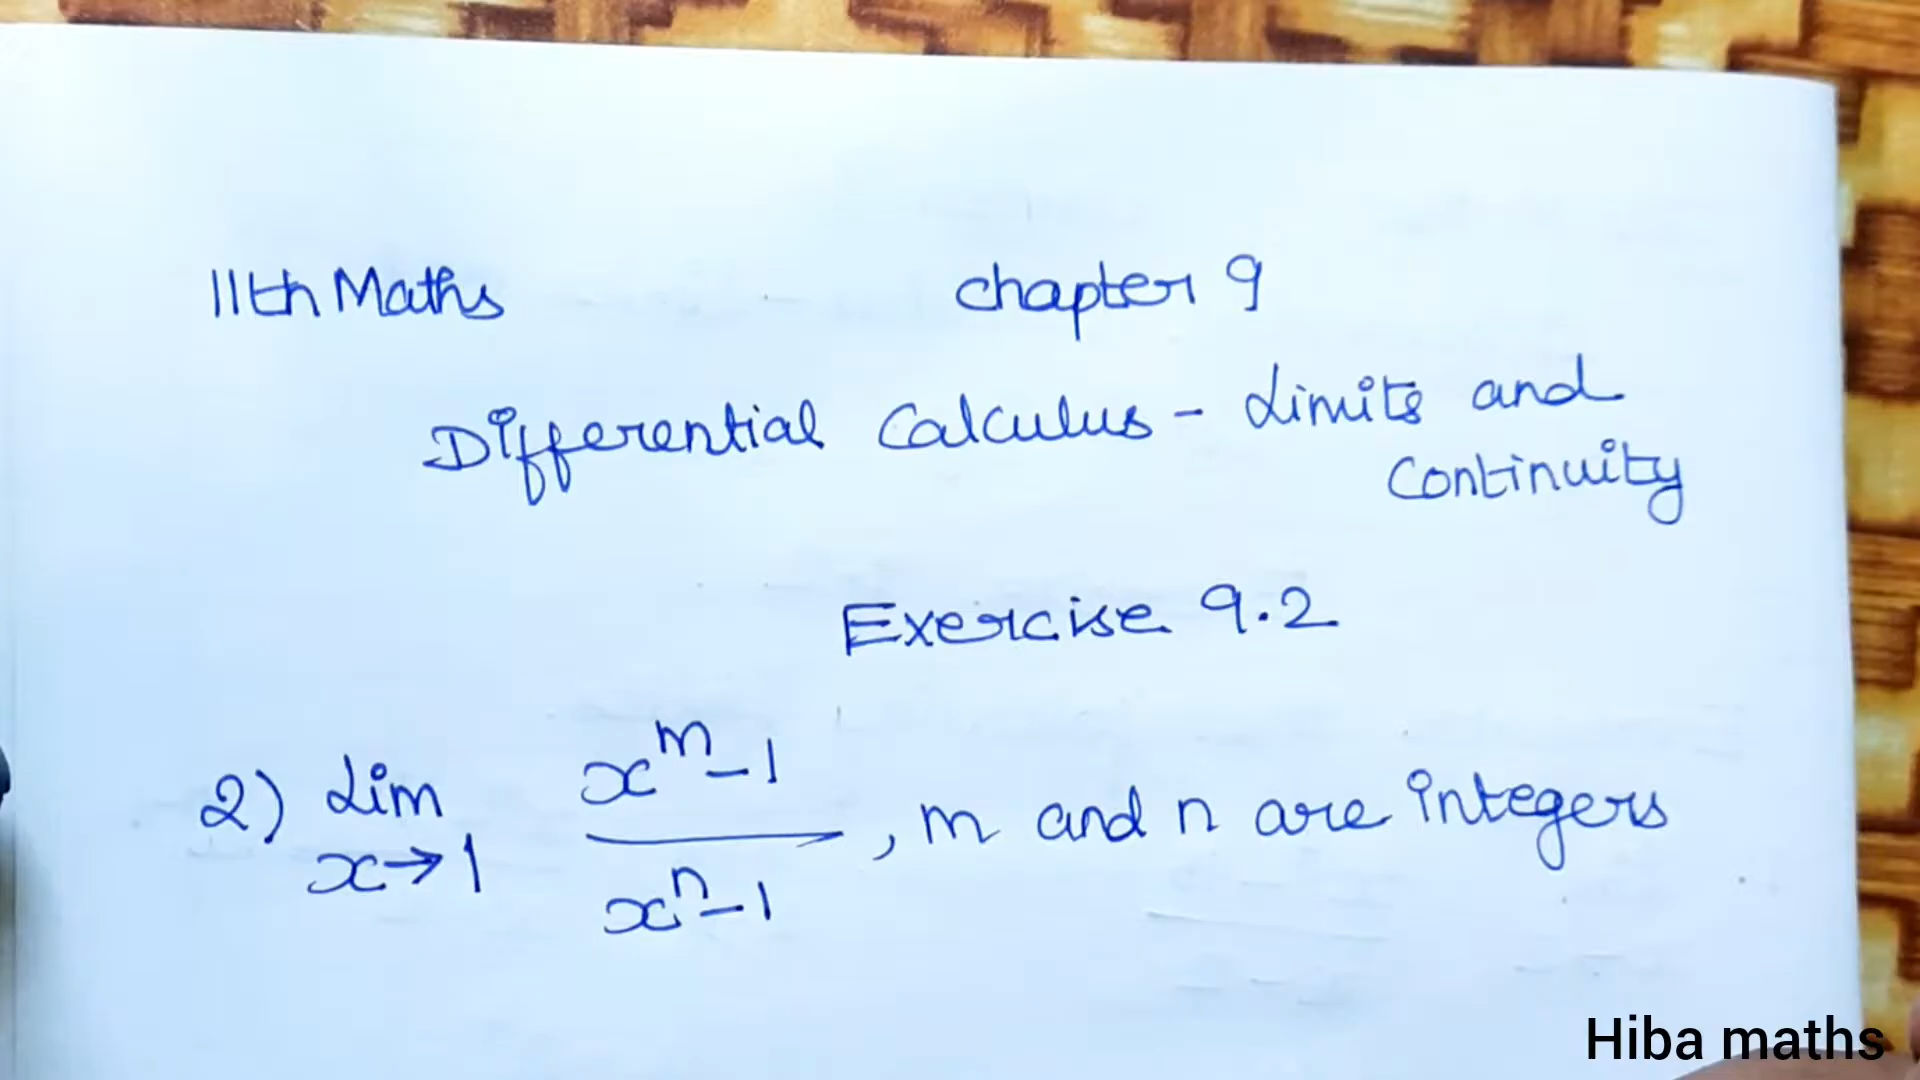 11th Maths chapter 9
Differential Calculus - Limits and
Continuity
Exercise 9.2
2) Lim x→1 (x^m - 1)/(x^n - 1), m and n are integers
Hiba maths